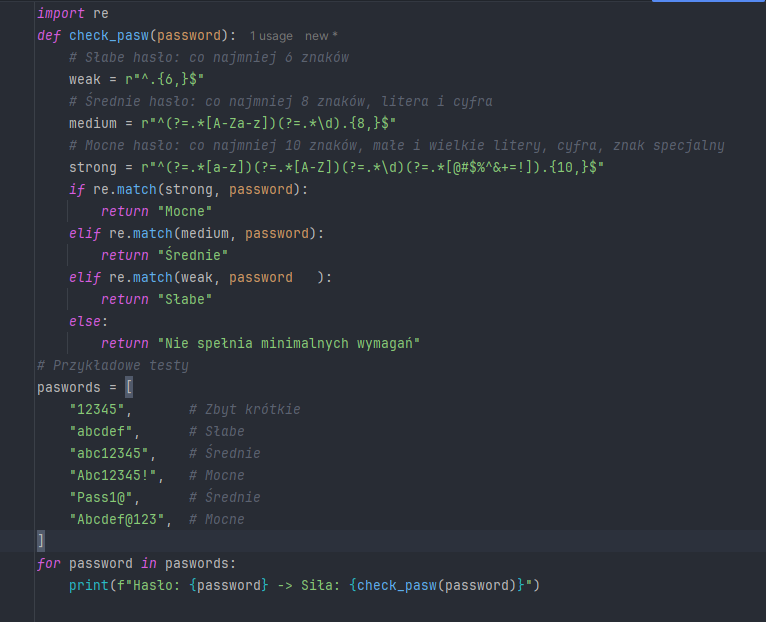 import re
def check_pasw(password): 1 usage new *
    # Słabe hasło: co najmniej 6 znaków
    weak = r"^.{6,}$"
    # Średnie hasło: co najmniej 8 znaków, litera i cyfra
    medium = r"^(?=.*[A-Za-z])(?=.*\d).{8,}$"
    # Mocne hasło: co najmniej 10 znaków, małe i wielkie litery, cyfra, znak specjalny
    strong = r"^(?=.*[a-z])(?=.*[A-Z])(?=.*\d)(?=.*[@#$%^&+=!]).{10,}$"
    if re.match(strong, password):
        return "Mocne"
    elif re.match(medium, password):
        return "Średnie"
    elif re.match(weak, password   ):
        return "Słabe"
    else:
        return "Nie spełnia minimalnych wymagań"
# Przykładowe testy
paswords = [
    "12345",       # Zbyt krótkie
    "abcdef",      # Słabe
    "abc12345",    # Średnie
    "Abc12345!",   # Mocne
    "Pass1@",      # Średnie
    "Abcdef@123",  # Mocne
]
for password in paswords:
    print(f"Hasło: {password} -> Siła: {check_pasw(password)}")